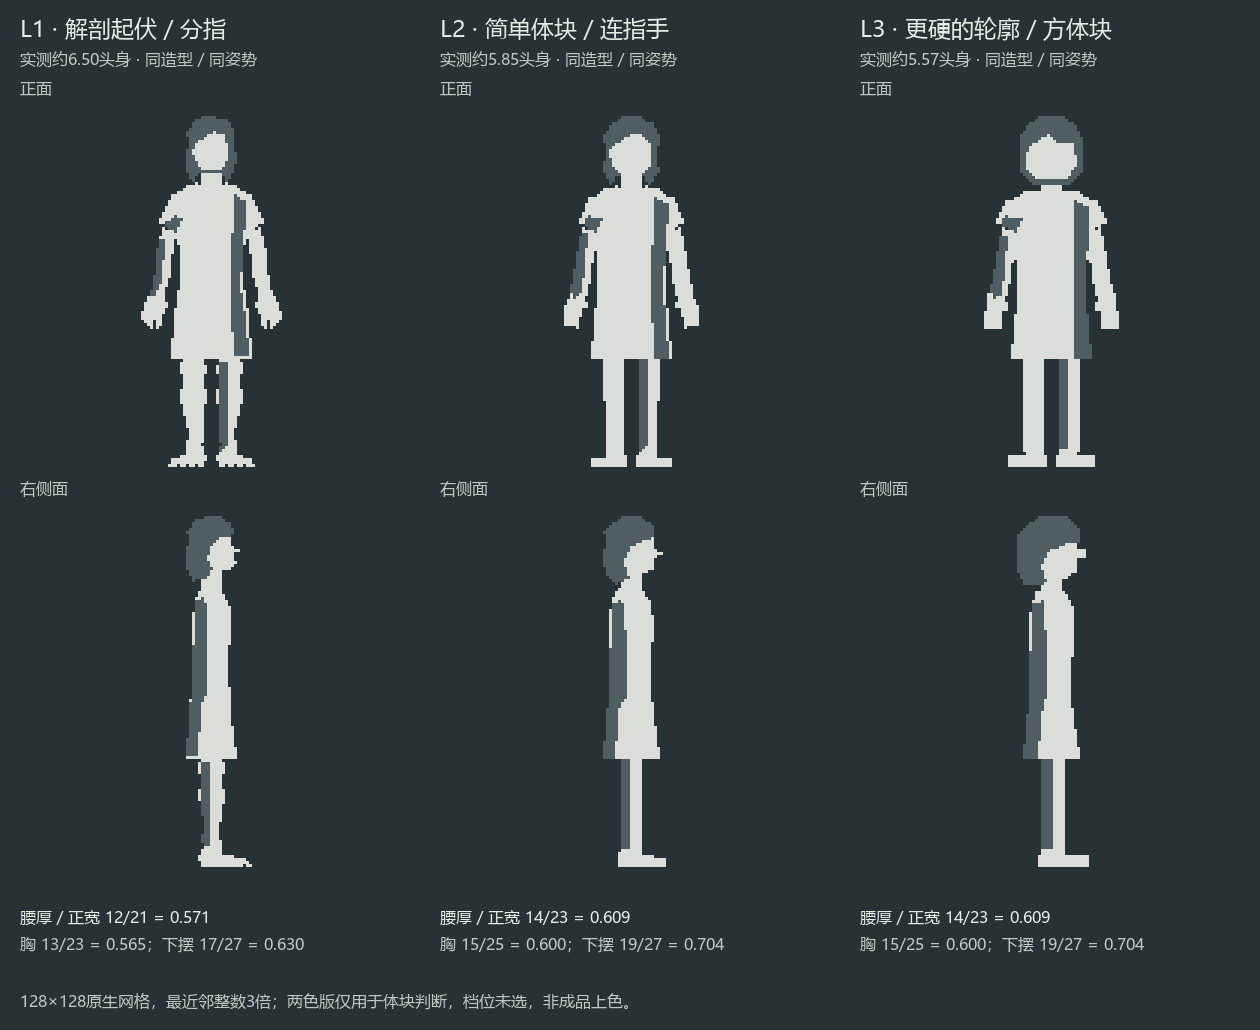 L1 · 解剖起伏 / 分指
实测约6.50头身 · 同造型 / 同姿势
正面
L2 · 简单体块 / 连指手
实测约5.85头身 · 同造型 / 同姿势
正面
L3 · 更硬的轮廓 / 方体块
实测约5.57头身 · 同造型 / 同姿势
正面
右侧面
右侧面
右侧面
腰厚 / 正宽 12/21 = 0.571
胸 13/23 = 0.565；下摆 17/27 = 0.630
腰厚 / 正宽 14/23 = 0.609
胸 15/25 = 0.600；下摆 19/27 = 0.704
腰厚 / 正宽 14/23 = 0.609
胸 15/25 = 0.600；下摆 19/27 = 0.704
128×128原生网格，最近邻整数3倍；两色版仅用于体块判断，档位未选，非成品上色。